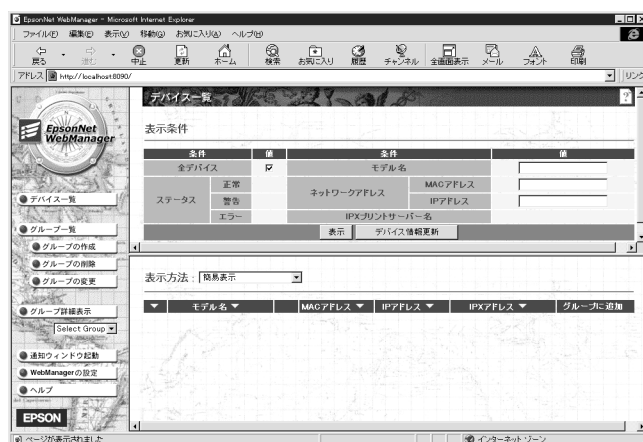 EpsonNet WebManager - Microsoft Internet Explorer
ファイル(F) 編集(E) 表示(V) 移動(G) お気に入り(A) ヘルプ(H)
戻る 進む 中止 更新 ホーム 検索 お気に入り 履歴 チャンネル 全画面表示 メール フォント 印刷
アドレス http://localhost:8090/ リンク
EpsonNet
WebManager
デバイス一覧
グループ一覧
グループの作成
グループの削除
グループの変更
グループ詳細表示
Select Group
通知ウィンドウ起動
WebManagerの設定
ヘルプ
EPSON
デバイス一覧 ?
表示条件
条件 値 条件 値
全デバイス モデル名
ステータス 正常 ネットワークアドレス MACアドレス
警告 IPアドレス
エラー IPXプリントサーバー名
表示 デバイス情報更新
表示方法 : 簡易表示
モデル名 MACアドレス IPアドレス IPXアドレス グループに追加
ページが表示されました インターネット ゾーン